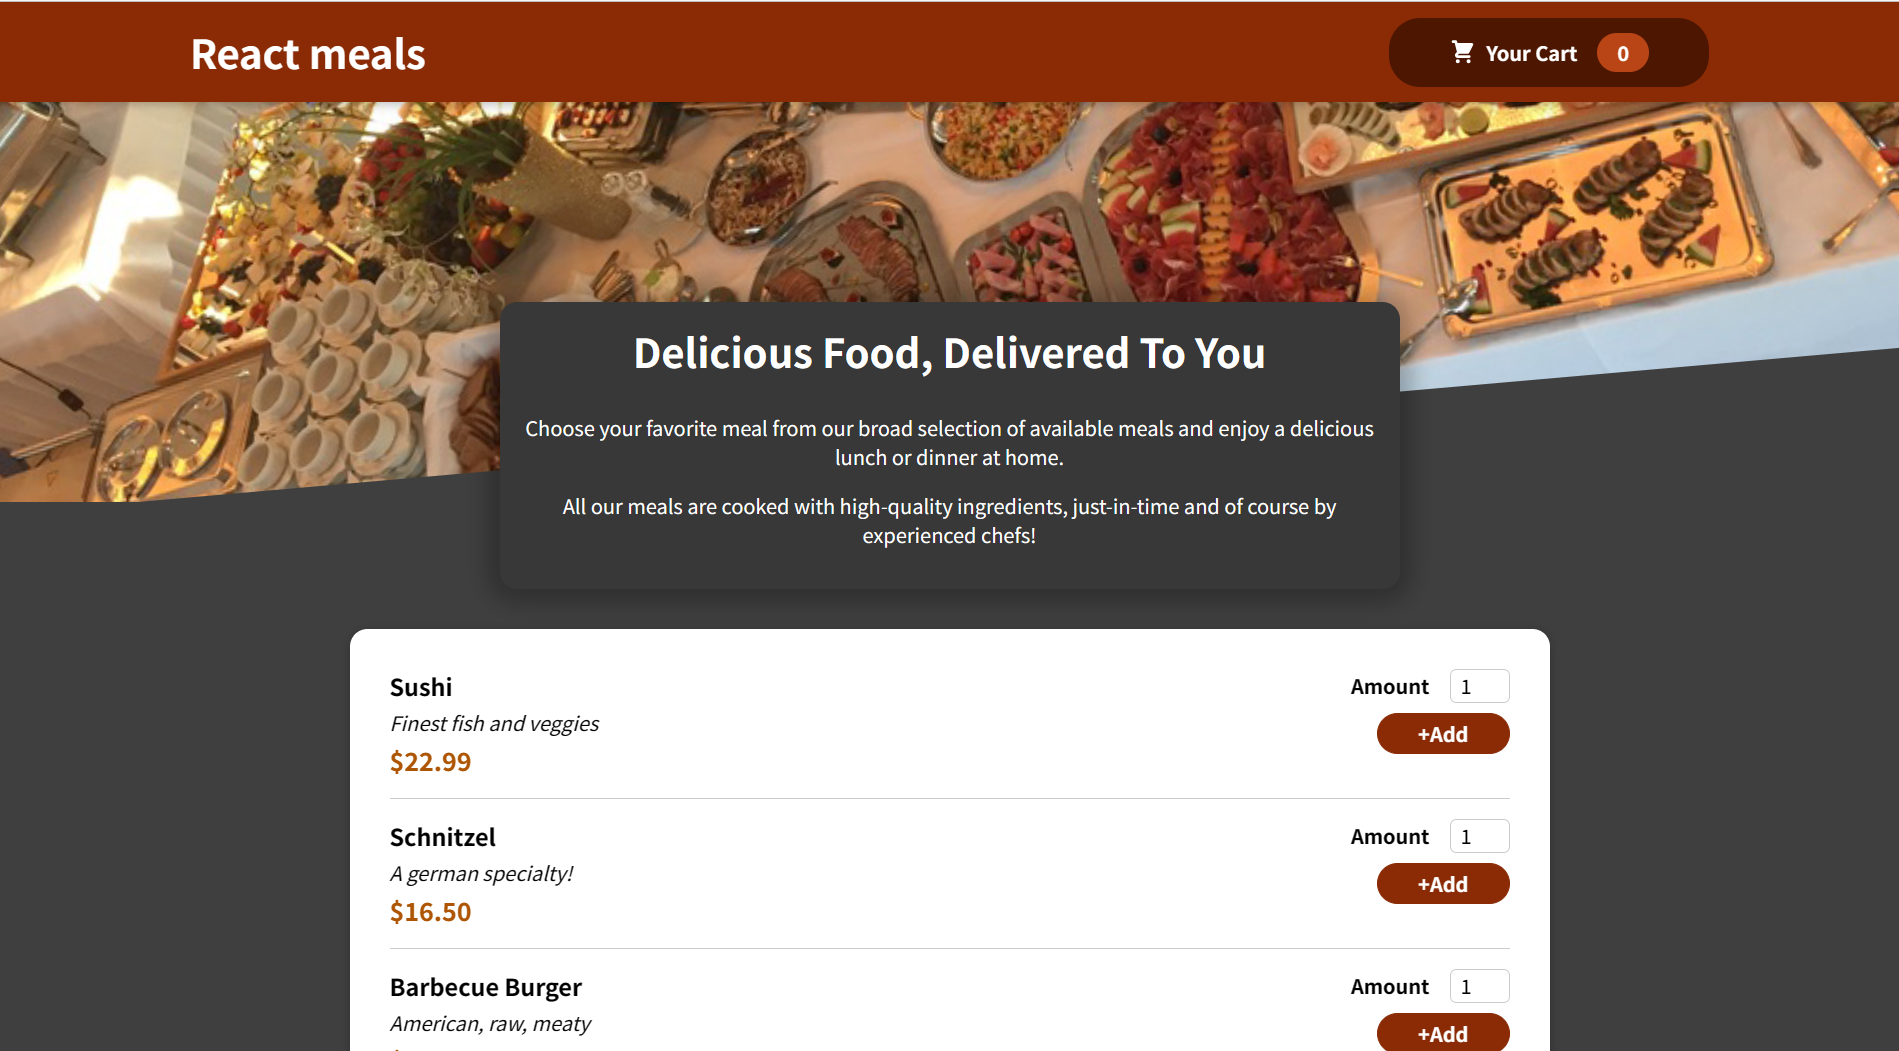 React meals
Your Cart 0
Delicious Food, Delivered To You
Choose your favorite meal from our broad selection of available meals and enjoy a delicious
lunch or dinner at home.
All our meals are cooked with high-quality ingredients, just-in-time and of course by
experienced chefs!
Sushi
Finest fish and veggies
$22.99
Amount 1
+Add
Schnitzel
A german specialty!
$16.50
Amount 1
+Add
Barbecue Burger
American, raw, meaty
Amount 1
+Add